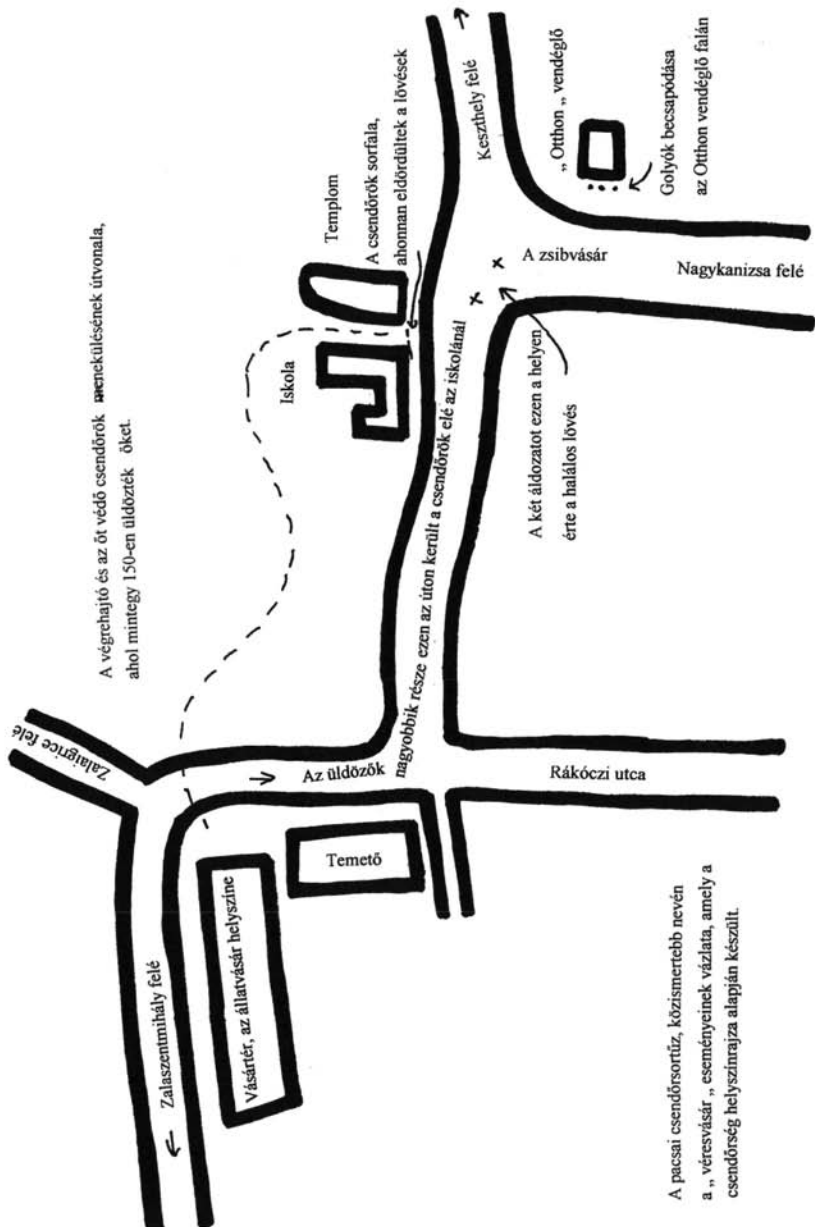 A végrehajtó és az őt védő csendőrök menekülésének útvonala,
ahol mintegy 150-en üldözték őket.
Zalaigrice felé
Zalaszentmihály felé
Vásártér, az állatvásár helyszíne
Temető
Az üldözők
nagyobbik része ezen az úton került a csendőrök elé az iskolánál
Rákóczi utca
Iskola
Templom
A csendőrök sorfala,
ahonnan eldördültek a lövések
Keszthely felé
„ Otthon „ vendéglő
Golyók becsapódása
az Otthon vendéglő falán
A zsibvásár
Nagykanizsa felé
A két áldozatot ezen a helyen
érte a halálos lövés
A pacsai csendőrsortűz, közismertebb nevén
a „ véresvásár „ eseményeinek vázlata, amely a
csendőrség helyszínrajza alapján készült.